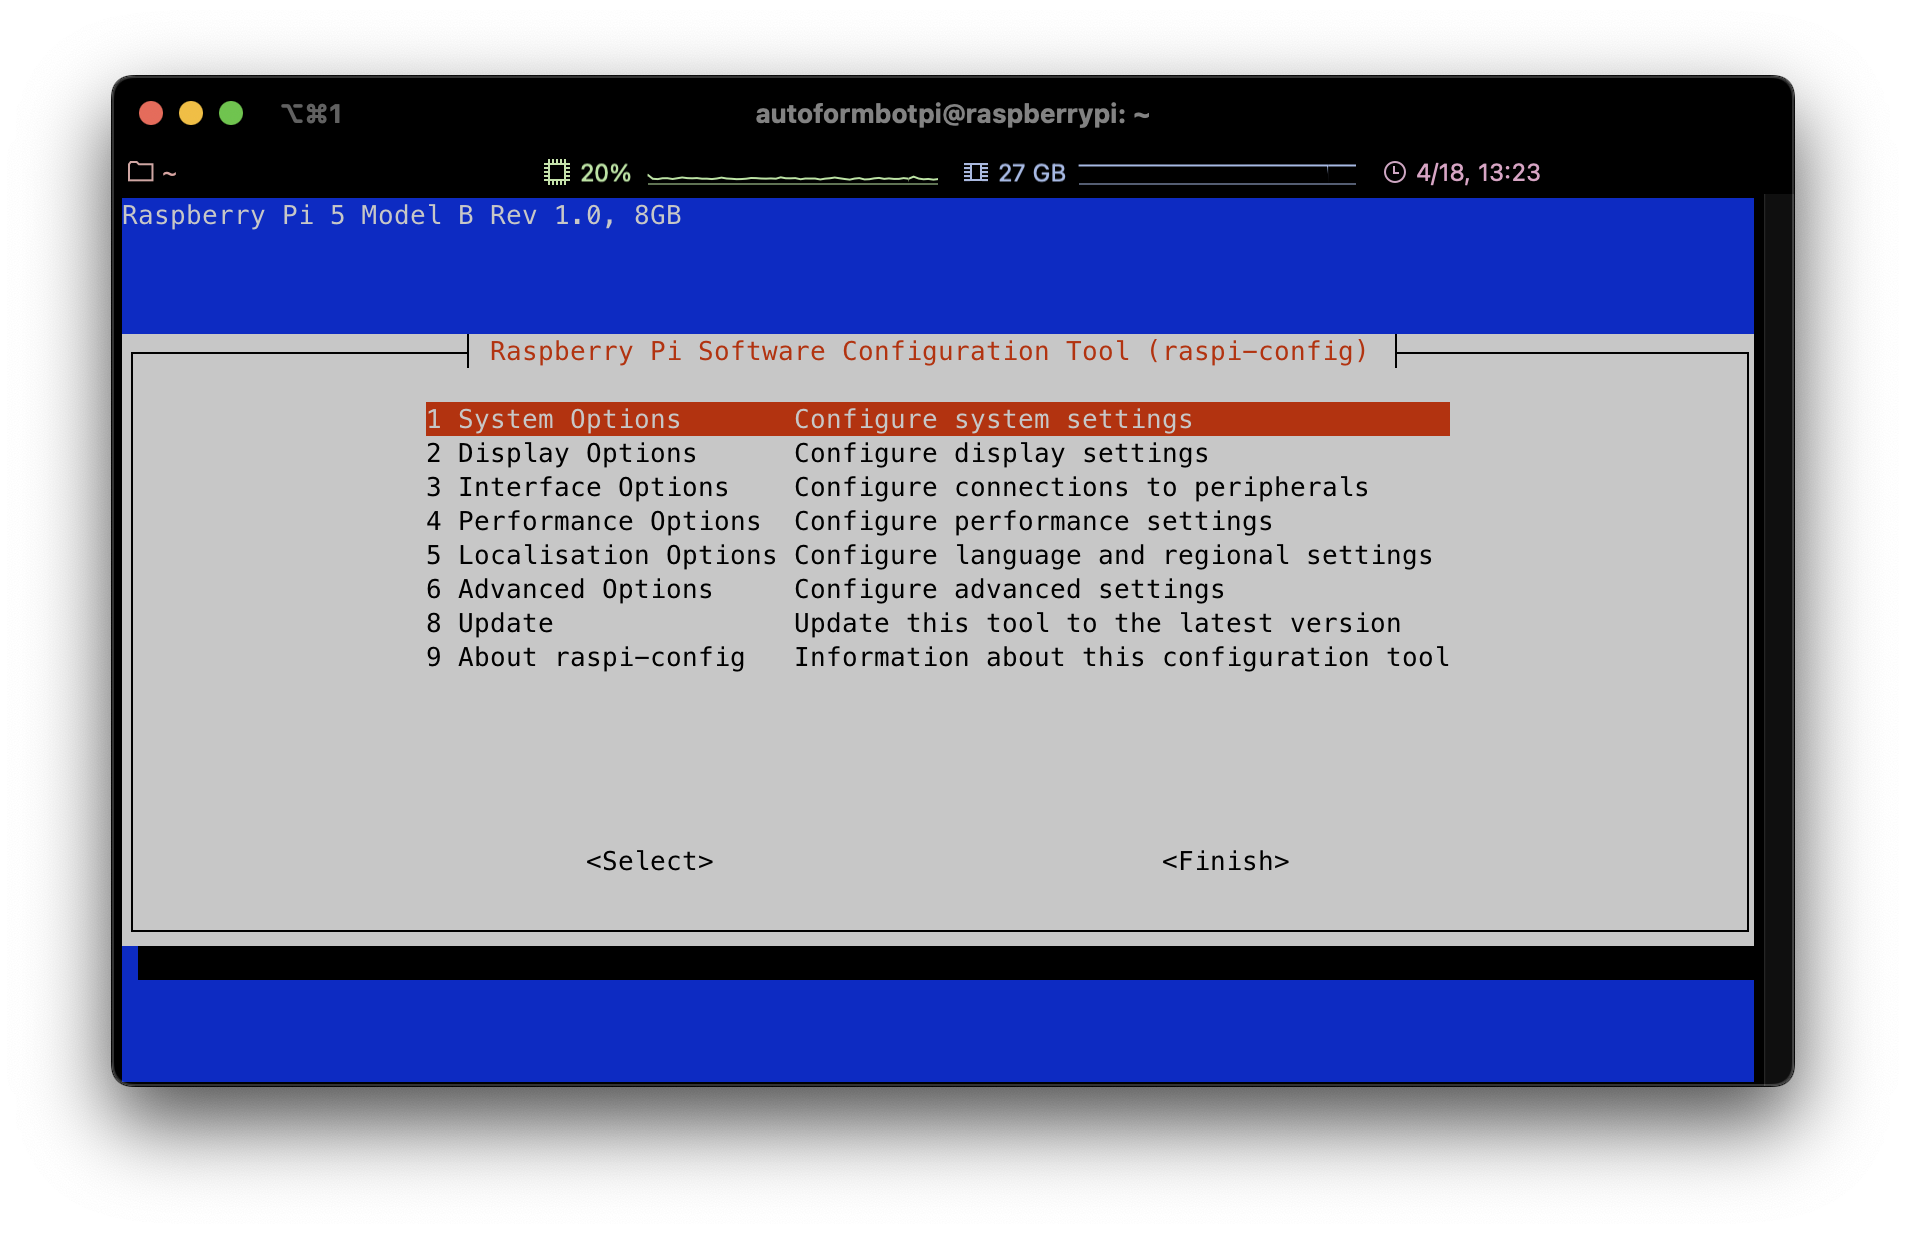 ⌥⌘1
autoformbotpi@raspberrypi: ~
~ 20% 27 GB 4/18, 13:23
Raspberry Pi 5 Model B Rev 1.0, 8GB
Raspberry Pi Software Configuration Tool (raspi-config)
1 System Options Configure system settings
2 Display Options Configure display settings
3 Interface Options Configure connections to peripherals
4 Performance Options Configure performance settings
5 Localisation Options Configure language and regional settings
6 Advanced Options Configure advanced settings
8 Update Update this tool to the latest version
9 About raspi-config Information about this configuration tool
<Select> <Finish>